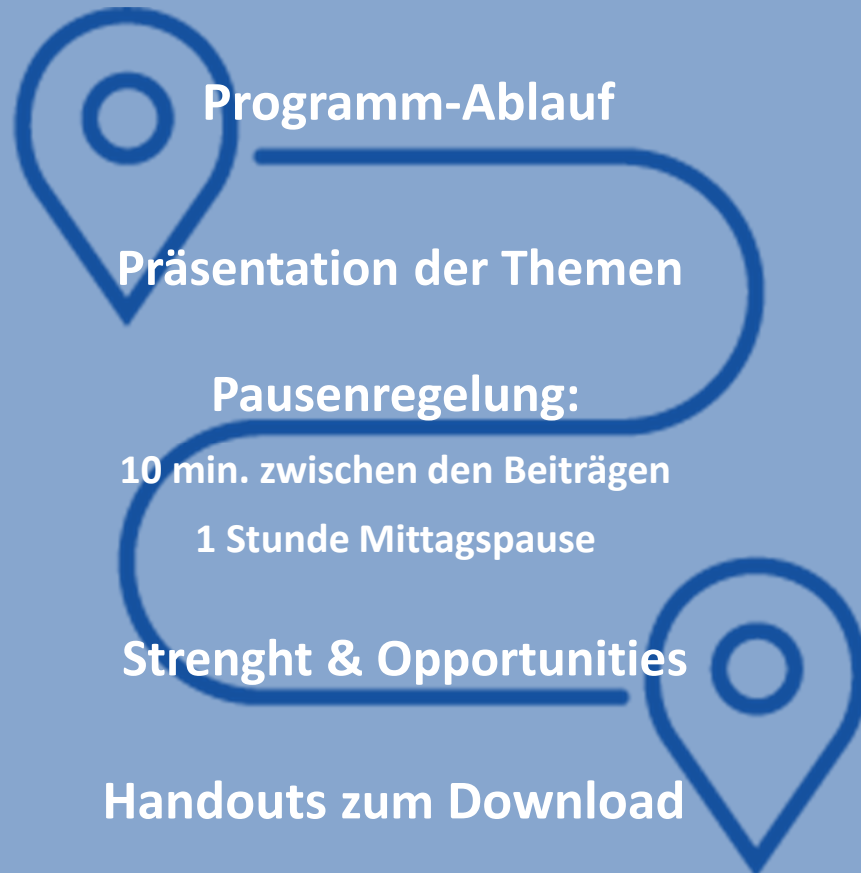 Programm-Ablauf
Präsentation der Themen
Pausenregelung:
10 min. zwischen den Beiträgen
1 Stunde Mittagspause
Strenght & Opportunities
Handouts zum Download